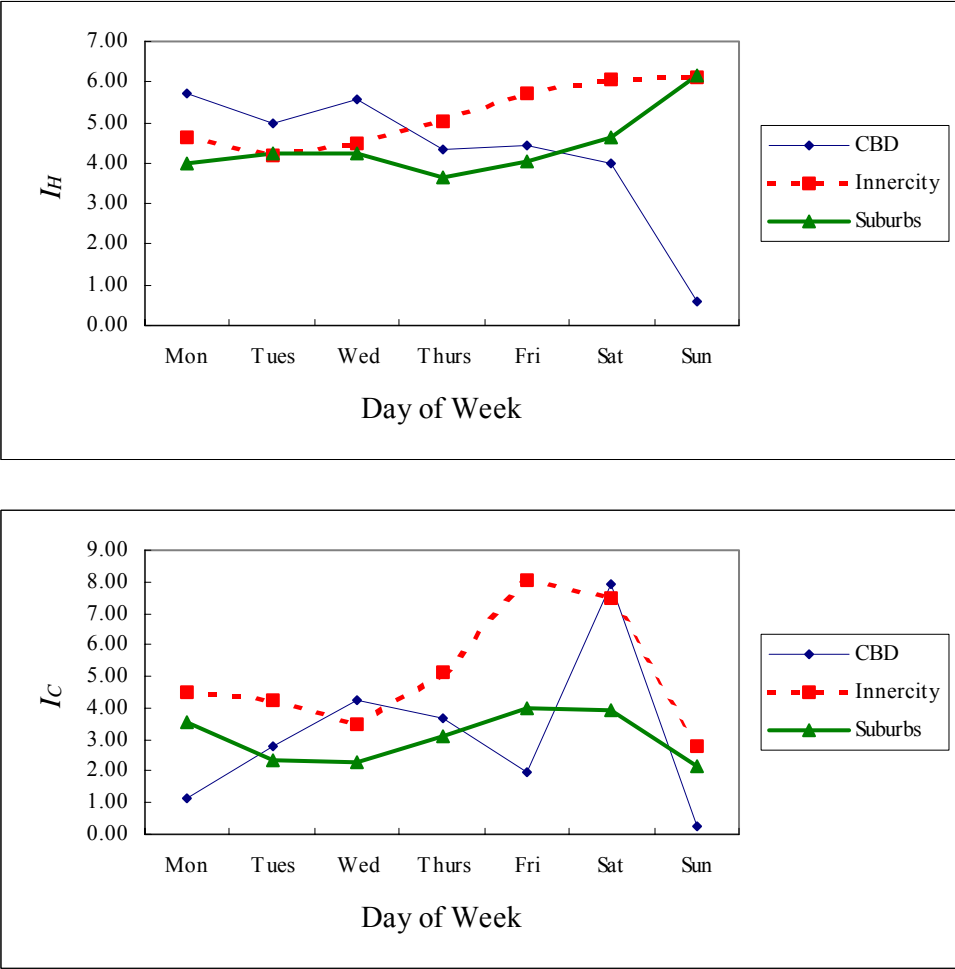 7.00
6.00
5.00
4.00
3.00
2.00
1.00
0.00
I_H
Mon Tues Wed Thurs Fri Sat Sun
Day of Week
CBD
Innercity
Suburbs
9.00
8.00
7.00
6.00
5.00
4.00
3.00
2.00
1.00
0.00
I_C
Mon Tues Wed Thurs Fri Sat Sun
Day of Week
CBD
Innercity
Suburbs